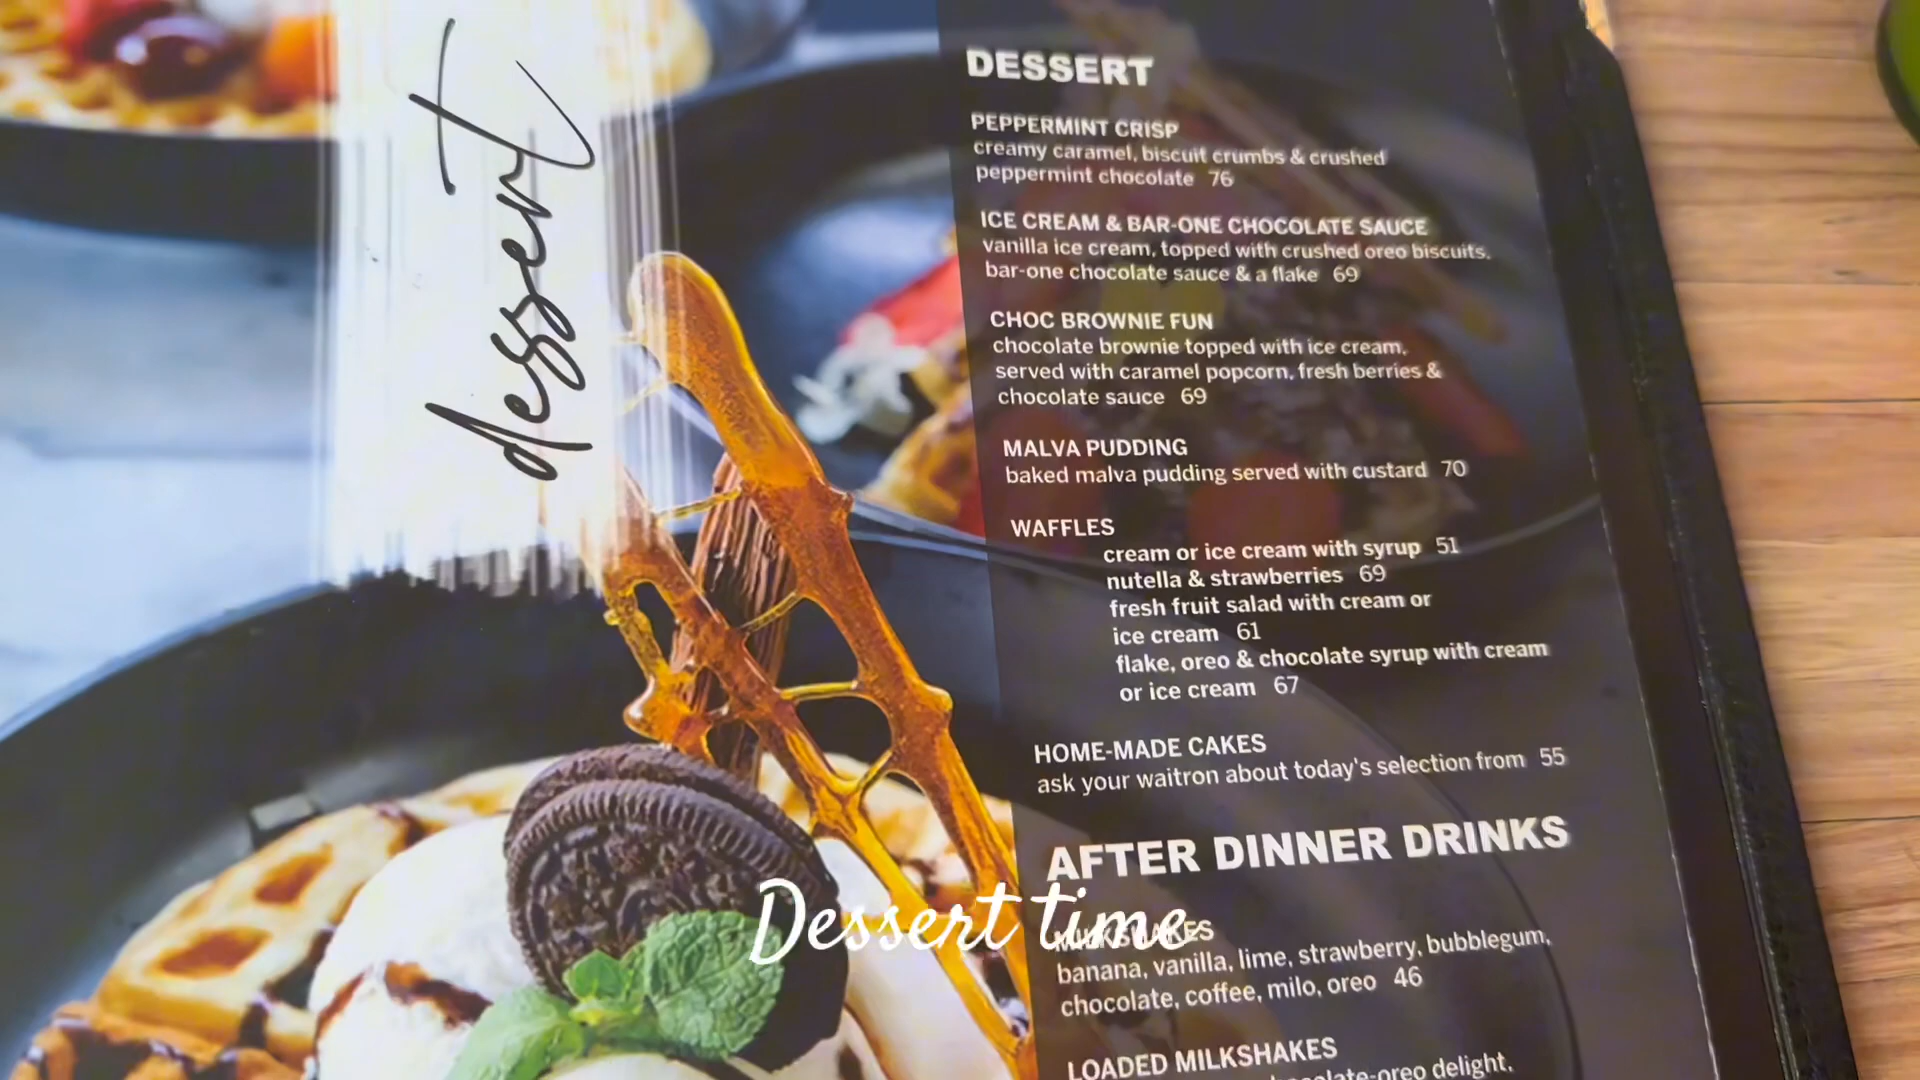 dessert
DESSERT
PEPPERMINT CRISP
creamy caramel, biscuit crumbs & crushed
peppermint chocolate 76
ICE CREAM & BAR-ONE CHOCOLATE SAUCE
vanilla ice cream, topped with crushed oreo biscuits,
bar-one chocolate sauce & a flake 69
CHOC BROWNIE FUN
chocolate brownie topped with ice cream,
served with caramel popcorn, fresh berries &
chocolate sauce 69
MALVA PUDDING
baked malva pudding served with custard 70
WAFFLES
cream or ice cream with syrup 51
nutella & strawberries 69
fresh fruit salad with cream or
ice cream 61
flake, oreo & chocolate syrup with cream
or ice cream 67
HOME-MADE CAKES
ask your waitron about today's selection from 55
AFTER DINNER DRINKS
Dessert time
MILKSHAKES
banana, vanilla, lime, strawberry, bubblegum,
chocolate, coffee, milo, oreo 46
LOADED MILKSHAKES
delight,